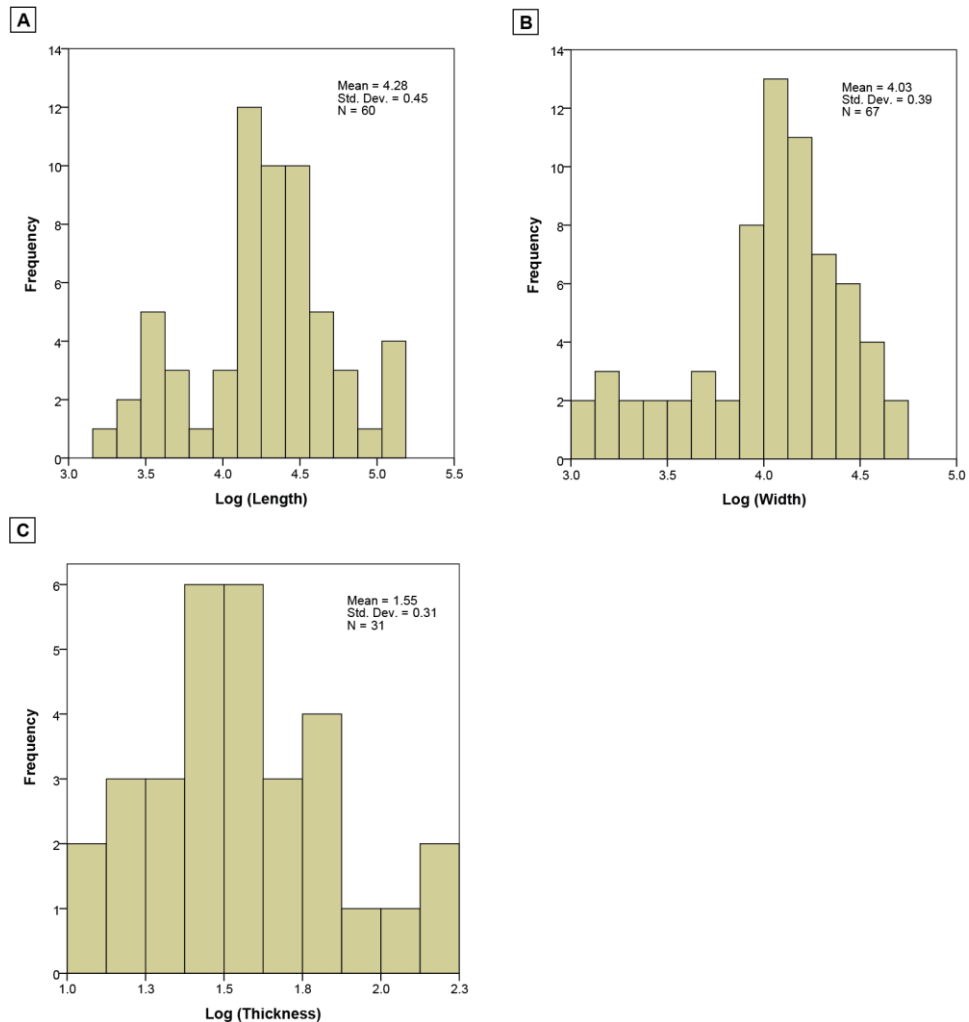 A
Frequency
14
12
10
8
6
4
2
0
Mean = 4.28
Std. Dev. = 0.45
N = 60
3.0 3.5 4.0 4.5 5.0 5.5
Log (Length)
B
Frequency
14
12
10
8
6
4
2
0
Mean = 4.03
Std. Dev. = 0.39
N = 67
3.0 3.5 4.0 4.5 5.0
Log (Width)
C
Frequency
6
5
4
3
2
1
0
Mean = 1.55
Std. Dev. = 0.31
N = 31
1.0 1.3 1.5 1.8 2.0 2.3
Log (Thickness)